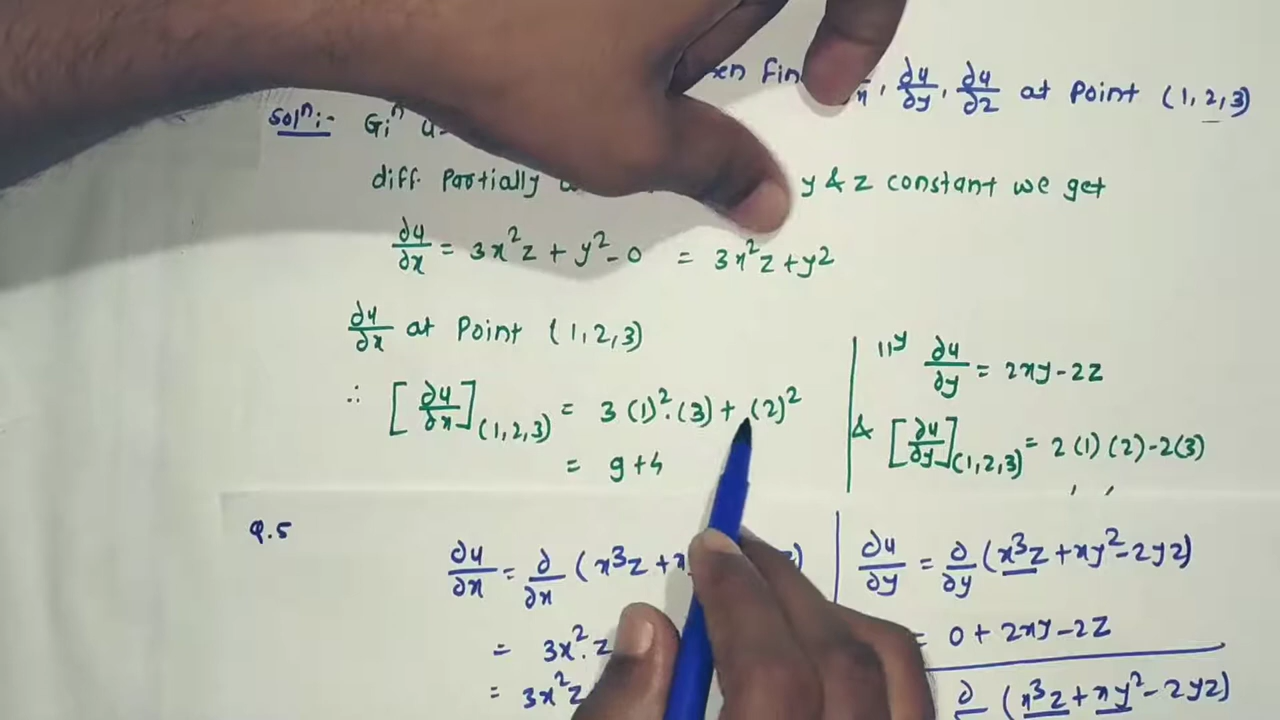 en Fin , ∂u/∂y, ∂u/∂z at Point (1,2,3)
Solⁿ:- Giⁿ u=
diff. Partially y & z constant we get
∂u/∂x = 3x²z + y² - 0 = 3x²z + y²
∂u/∂x at Point (1,2,3)
∴ [∂u/∂x](1,2,3) = 3(1)².(3) + (2)²
= 9+4
||ly ∂u/∂y = 2xy - 2z
& [∂u/∂y](1,2,3) = 2(1)(2) - 2(3)
Q.5
∂u/∂x = ∂/∂x (x³z + x z)
= 3x².z
= 3x²z
∂u/∂y = ∂/∂y (x³z + xy² - 2yz)
= 0 + 2xy - 2z
∂ (x³z + xy² - 2yz)